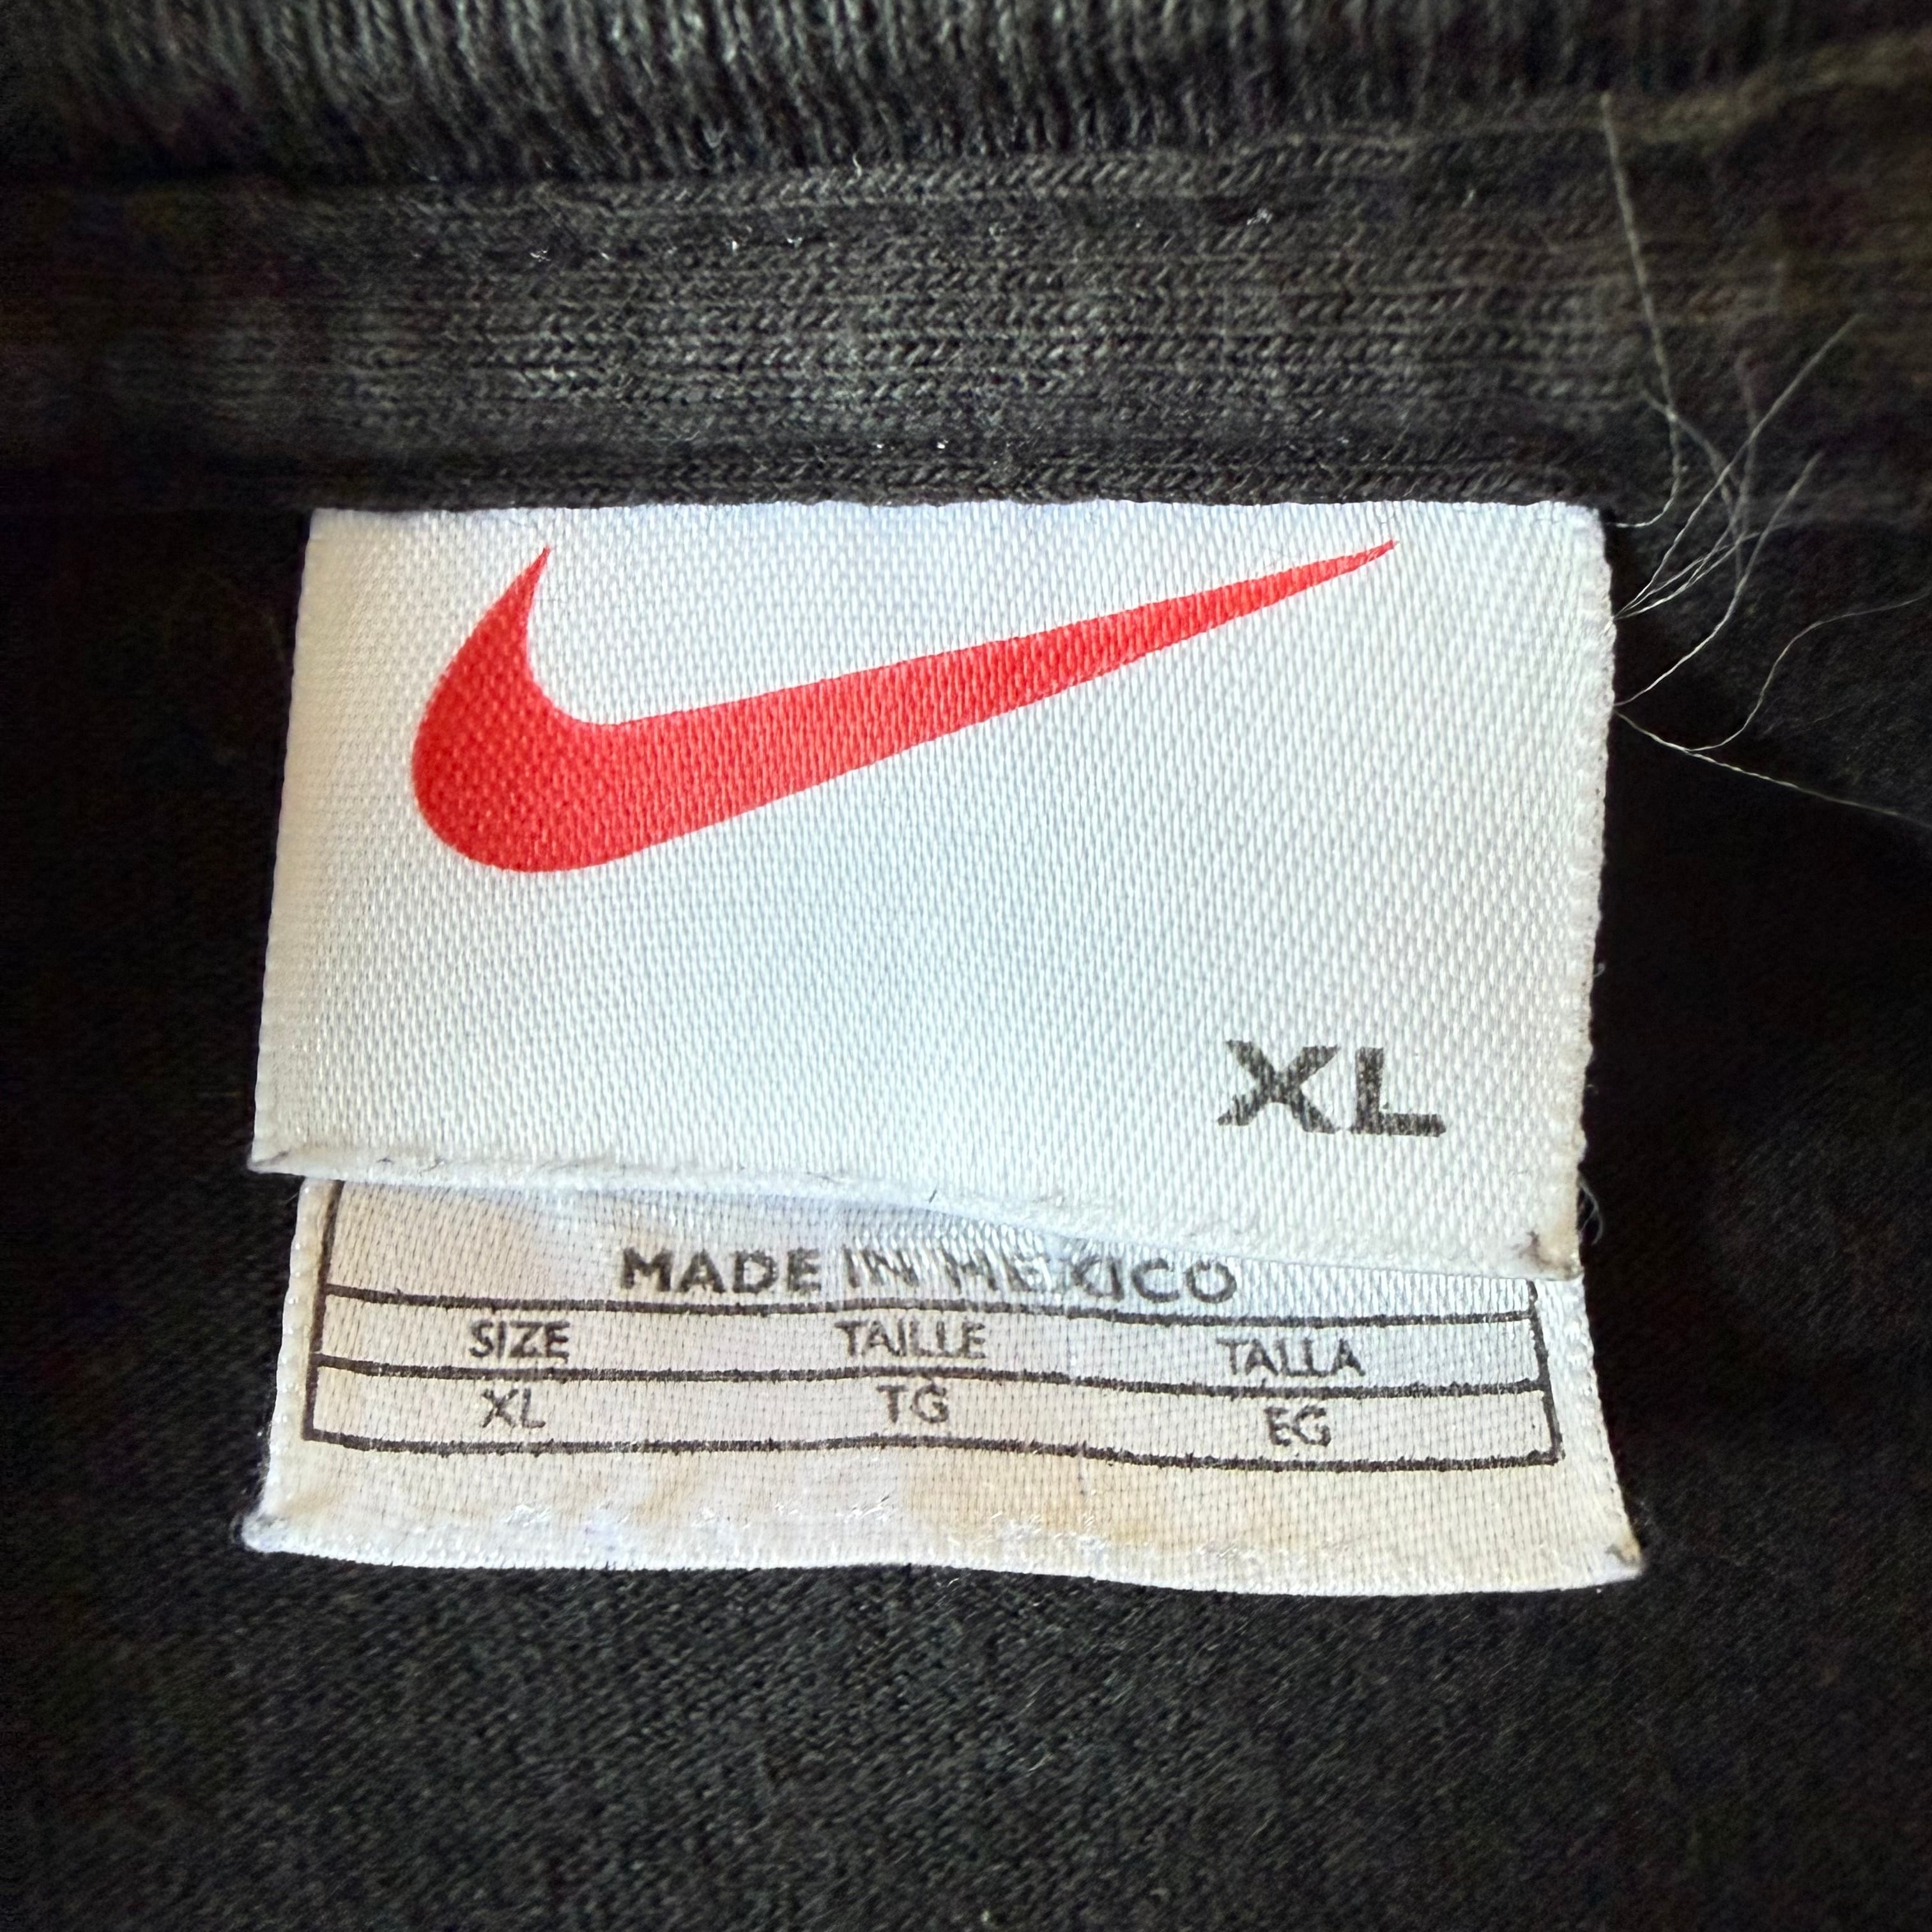 XL
MADE IN MEXICO
SIZE TAILLE TALLA
XL TG EG